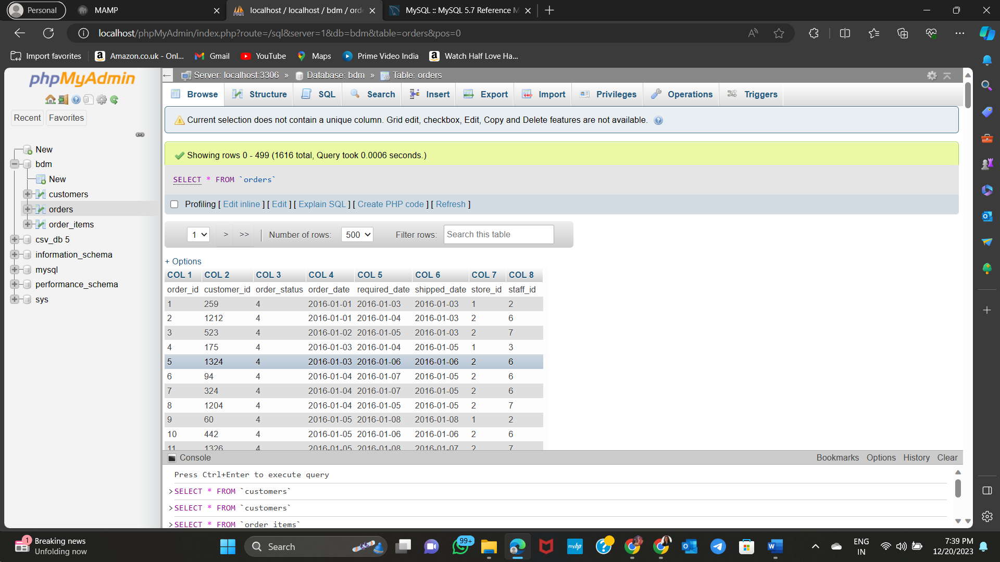 Personal
MAMP
localhost / localhost / bdm / ord
MySQL :: MySQL 5.7 Reference M
localhost/phpMyAdmin/index.php?route=/sql&server=1&db=bdm&table=orders&pos=0
Import favorites
Amazon.co.uk - Onl...
Gmail
YouTube
Maps
Prime Video India
Watch Half Love Ha...
phpMyAdmin
Recent
Favorites
New
bdm
New
customers
orders
order_items
csv_db 5
information_schema
mysql
performance_schema
sys
Server: localhost:3306 » Database: bdm » Table: orders
Browse Structure SQL Search Insert Export Import Privileges Operations Triggers
Current selection does not contain a unique column. Grid edit, checkbox, Edit, Copy and Delete features are not available.
Showing rows 0 - 499 (1616 total, Query took 0.0006 seconds.)
SELECT * FROM `orders`
Profiling [ Edit inline ] [ Edit ] [ Explain SQL ] [ Create PHP code ] [ Refresh ]
1 > >> | Number of rows: 500 Filter rows: Search this table
+ Options
COL 1 COL 2 COL 3 COL 4 COL 5 COL 6 COL 7 COL 8
order_id customer_id order_status order_date required_date shipped_date store_id staff_id
1 259 4 2016-01-01 2016-01-03 2016-01-03 1 2
2 1212 4 2016-01-01 2016-01-04 2016-01-03 2 6
3 523 4 2016-01-02 2016-01-05 2016-01-03 2 7
4 175 4 2016-01-03 2016-01-04 2016-01-05 1 3
5 1324 4 2016-01-03 2016-01-06 2016-01-06 2 6
6 94 4 2016-01-04 2016-01-07 2016-01-05 2 6
7 324 4 2016-01-04 2016-01-07 2016-01-05 2 6
8 1204 4 2016-01-04 2016-01-05 2016-01-05 2 7
9 60 4 2016-01-05 2016-01-08 2016-01-08 1 2
10 442 4 2016-01-05 2016-01-06 2016-01-06 2 6
11 1326 4 2016-01-05 2016-01-08 2016-01-07 2 7
Console
Bookmarks Options History Clear
Press Ctrl+Enter to execute query
>SELECT * FROM `customers`
>SELECT * FROM `customers`
>SELECT * FROM `order_items`
1
Breaking news
Unfolding now
Search
99+
myhp
W
ENG
IN
7:39 PM
12/20/2023